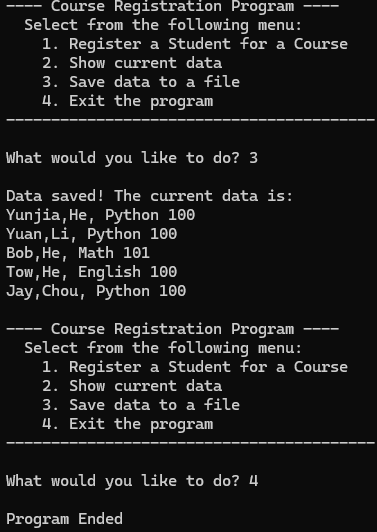 ---- Course Registration Program ----
  Select from the following menu:
    1. Register a Student for a Course
    2. Show current data
    3. Save data to a file
    4. Exit the program
-----------------------------------------
What would you like to do? 3
Data saved! The current data is:
Yunjia,He, Python 100
Yuan,Li, Python 100
Bob,He, Math 101
Tow,He, English 100
Jay,Chou, Python 100
---- Course Registration Program ----
  Select from the following menu:
    1. Register a Student for a Course
    2. Show current data
    3. Save data to a file
    4. Exit the program
-----------------------------------------
What would you like to do? 4
Program Ended